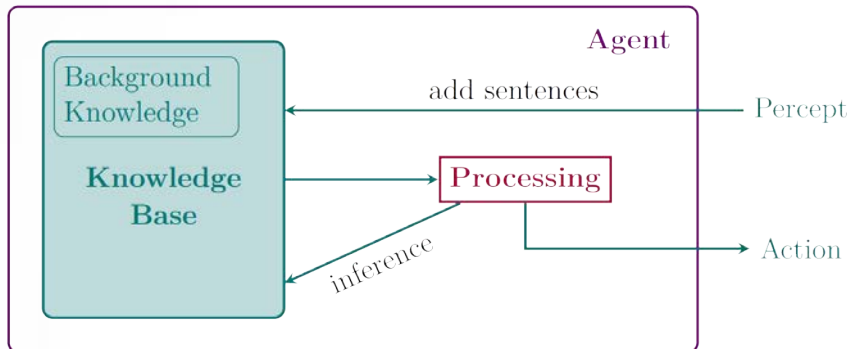 Agent
Background
Knowledge
add sentences
Percept
Knowledge
Base
Processing
inference
Action